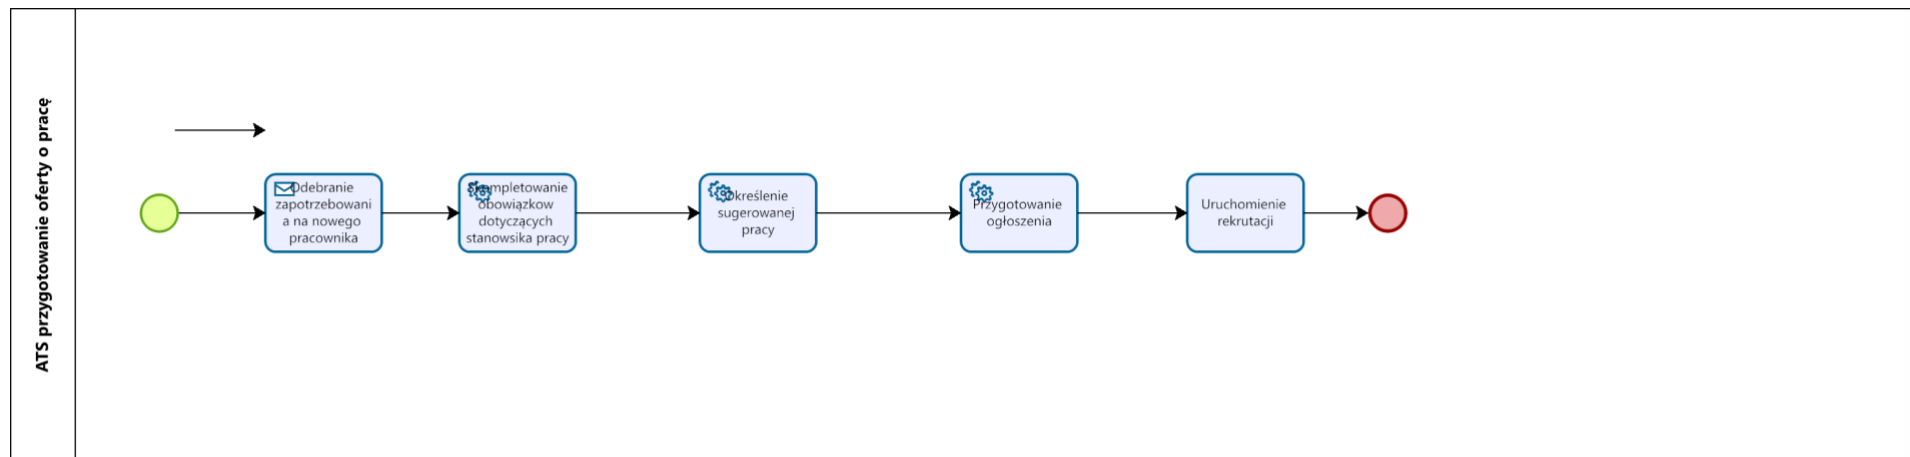 ATS przygotowanie oferty o pracę
Odebranie
zapotrzebowani
a na nowego
pracownika
Skompletowanie
obowiązkow
dotyczących
stanowsika pracy
Określenie
sugerowanej
pracy
Przygotowanie
ogłoszenia
Uruchomienie
rekrutacji